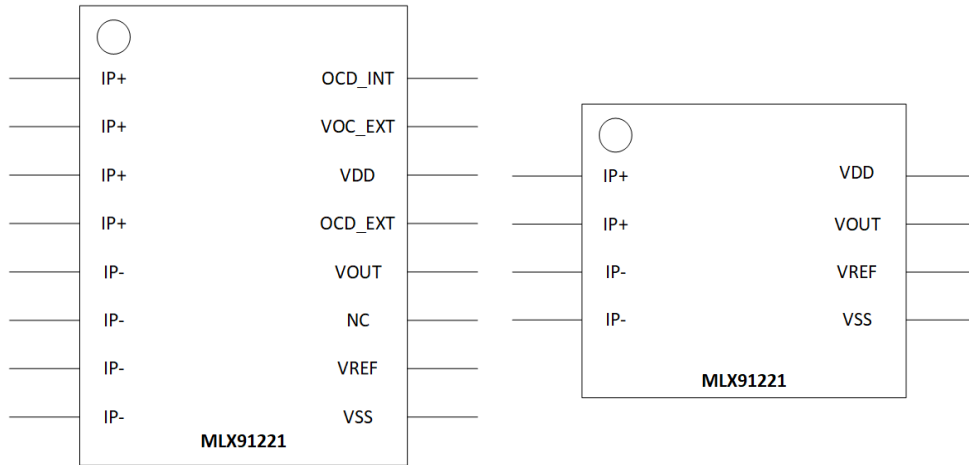 IP+ OCD_INT
IP+ VOC_EXT
IP+ VDD
IP+ OCD_EXT
IP- VOUT
IP- NC
IP- VREF
IP- VSS
MLX91221
IP+ VDD
IP+ VOUT
IP- VREF
IP- VSS
MLX91221